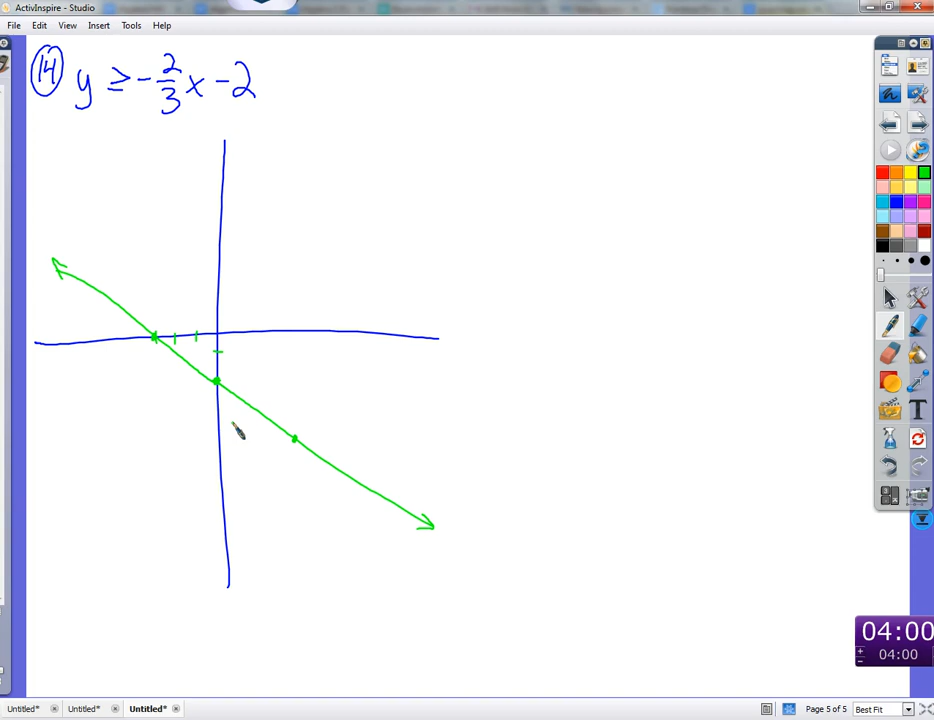 ActivInspire - Studio
File Edit View Insert Tools Help
14 y ≥ -2/3x - 2
04:00
04:00
Untitled* Untitled* Untitled* Page 5 of 5 Best Fit